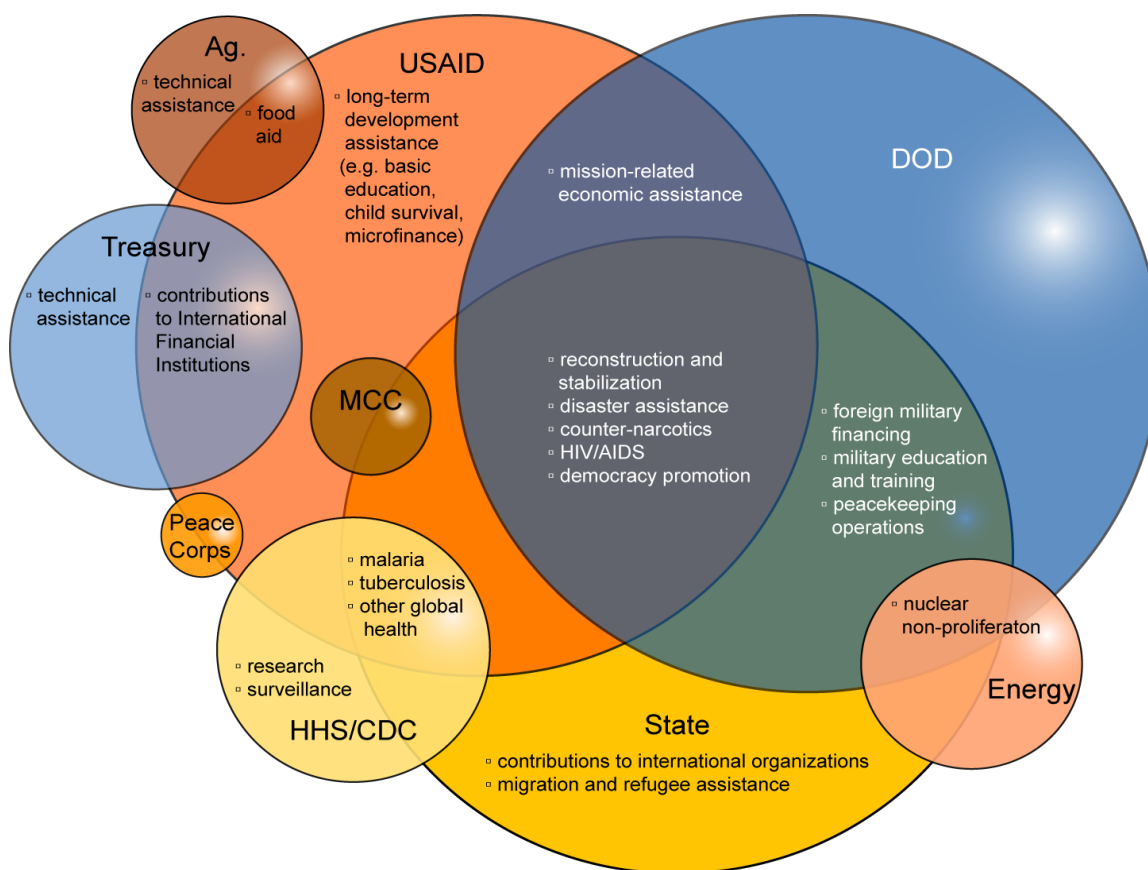 Ag.
▫ technical
assistance
▫ food
aid
USAID
▫ long-term
development
assistance
(e.g. basic
education,
child survival,
microfinance)
▫ mission-related
economic assistance
DOD
Treasury
▫ technical
assistance
▫ contributions
to International
Financial
Institutions
MCC
▫ reconstruction and
stabilization
▫ disaster assistance
▫ counter-narcotics
▫ HIV/AIDS
▫ democracy promotion
▫ foreign military
financing
▫ military education
and training
▫ peacekeeping
operations
Peace
Corps
▫ malaria
▫ tuberculosis
▫ other global
health
▫ research
▫ surveillance
HHS/CDC
▫ nuclear
non-proliferaton
Energy
State
▫ contributions to international organizations
▫ migration and refugee assistance